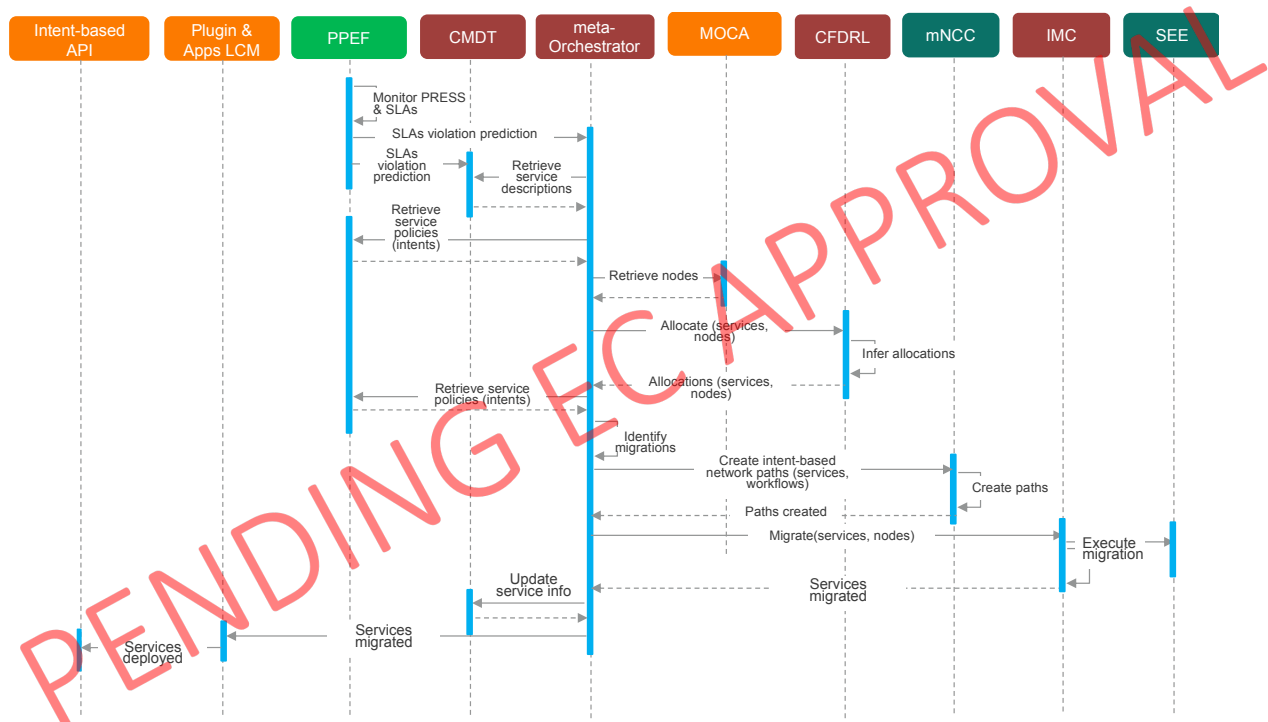 Intent-based
API
Plugin &
Apps LCM
PPEF
CMDT
meta-
Orchestrator
MOCA
CFDRL
mNCC
IMC
SEE
Monitor PRESS
& SLAs
SLAs violation prediction
SLAs
violation
prediction
Retrieve
service
descriptions
Retrieve
service
policies
(intents)
Retrieve nodes
Allocate (services,
nodes)
Infer allocations
Allocations (services,
nodes)
Retrieve service
policies (intents)
Identify
migrations
Create intent-based
network paths (services,
workflows)
Create paths
Paths created
Migrate(services, nodes)
Execute
migration
Services
migrated
Update
service info
Services
migrated
Services
deployed
PENDING EC APPROVAL